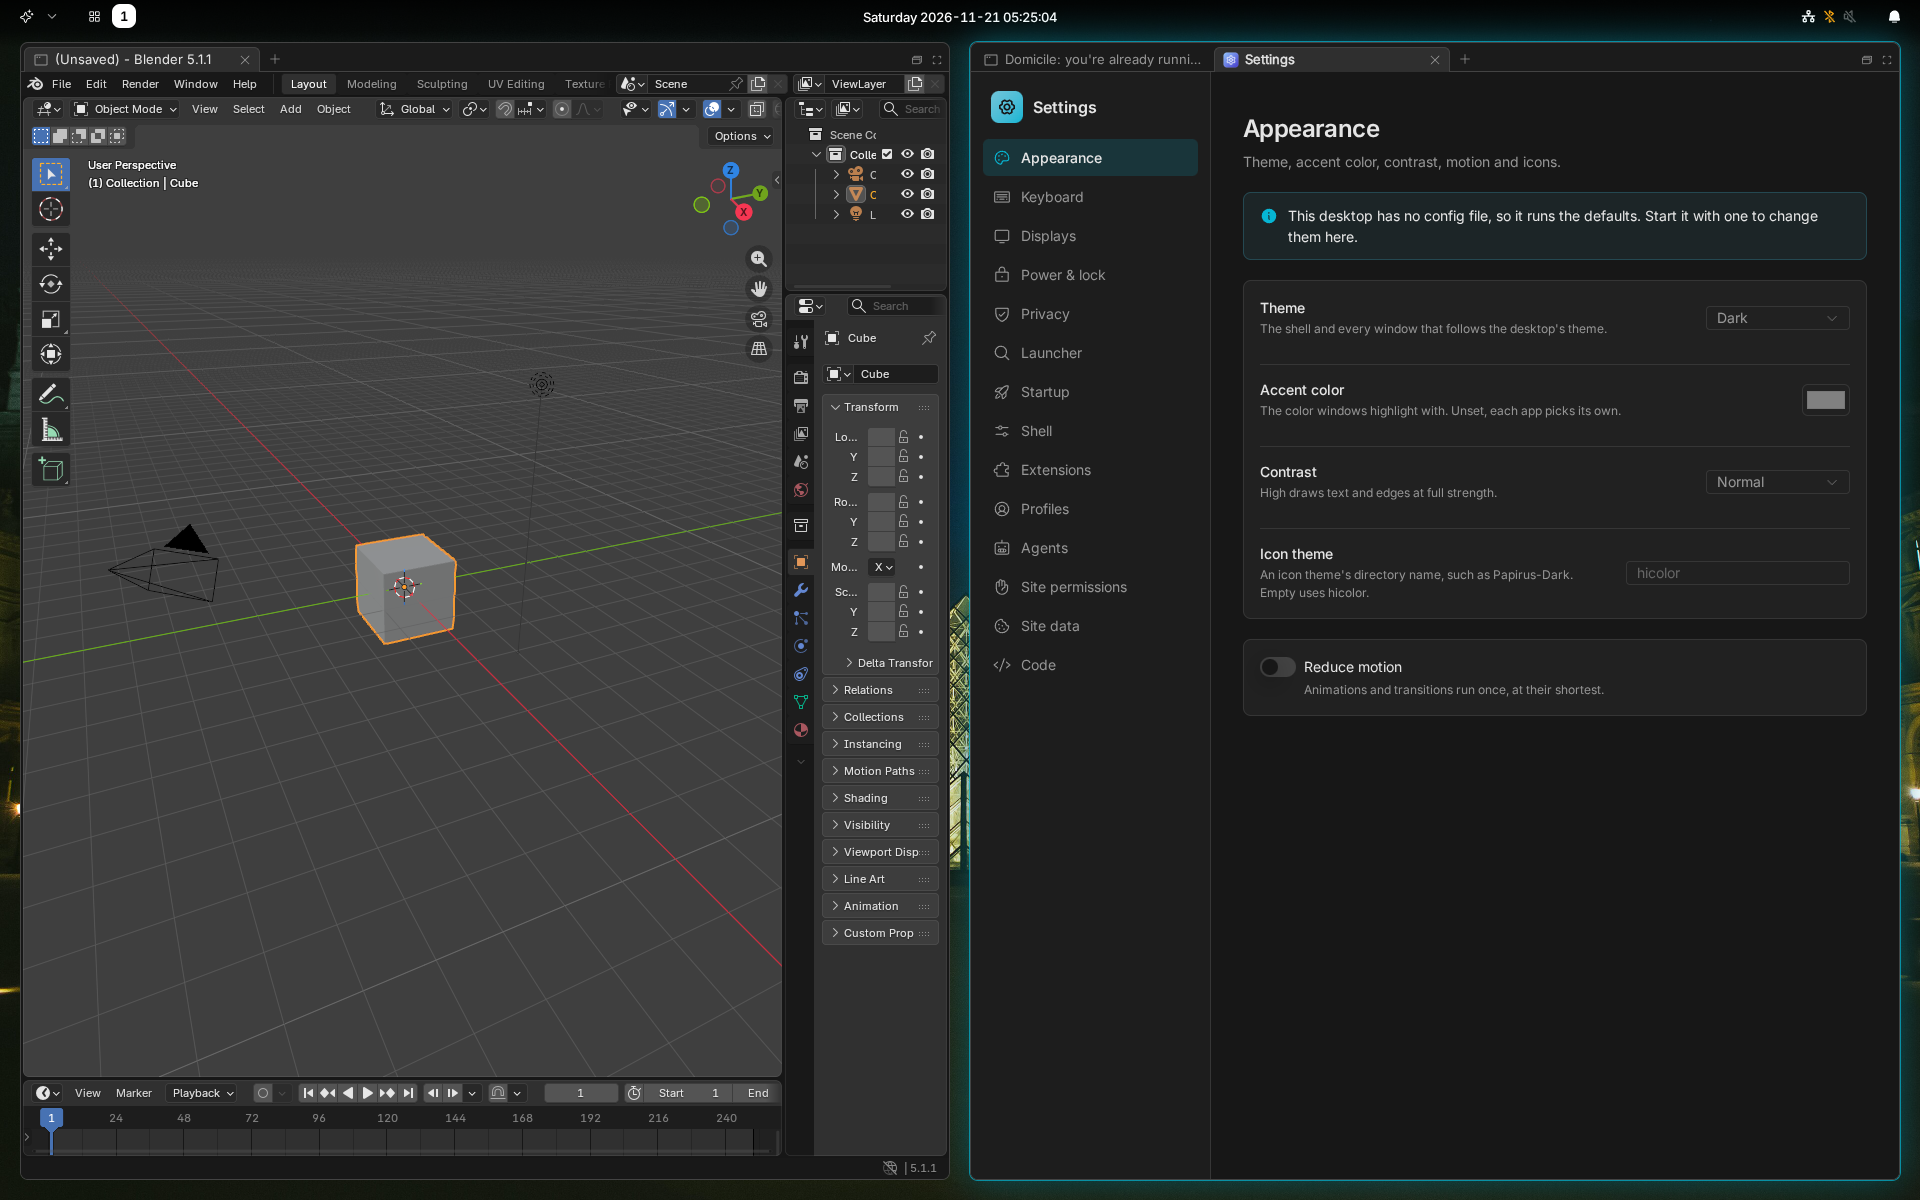 1
Saturday 2026-11-21 05:25:04
(Unsaved) - Blender 5.1.1
File Edit Render Window Help
Layout Modeling Sculpting UV Editing Texture
Scene
ViewLayer
Object Mode View Select Add Object
Global
Search
Options
User Perspective
(1) Collection | Cube
Z
Y
X
Scene Cc
Colle
C
C
L
Search
Cube
Cube
Transform
Lo...
Y
Z
Ro...
Y
Z
Mo... X
Sc...
Y
Z
Delta Transfor
Relations
Collections
Instancing
Motion Paths
Shading
Visibility
Viewport Disp
Line Art
Animation
Custom Prop
View Marker Playback
1
Start 1 End
1 24 48 72 96 120 144 168 192 216 240
5.1.1
Domicile: you're already runni...
Settings
Settings
Appearance
Keyboard
Displays
Power & lock
Privacy
Launcher
Startup
Shell
Extensions
Profiles
Agents
Site permissions
Site data
Code
Appearance
Theme, accent color, contrast, motion and icons.
This desktop has no config file, so it runs the defaults. Start it with one to change
them here.
Theme
The shell and every window that follows the desktop's theme.
Dark
Accent color
The color windows highlight with. Unset, each app picks its own.
Contrast
High draws text and edges at full strength.
Normal
Icon theme
An icon theme's directory name, such as Papirus-Dark.
Empty uses hicolor.
hicolor
Reduce motion
Animations and transitions run once, at their shortest.